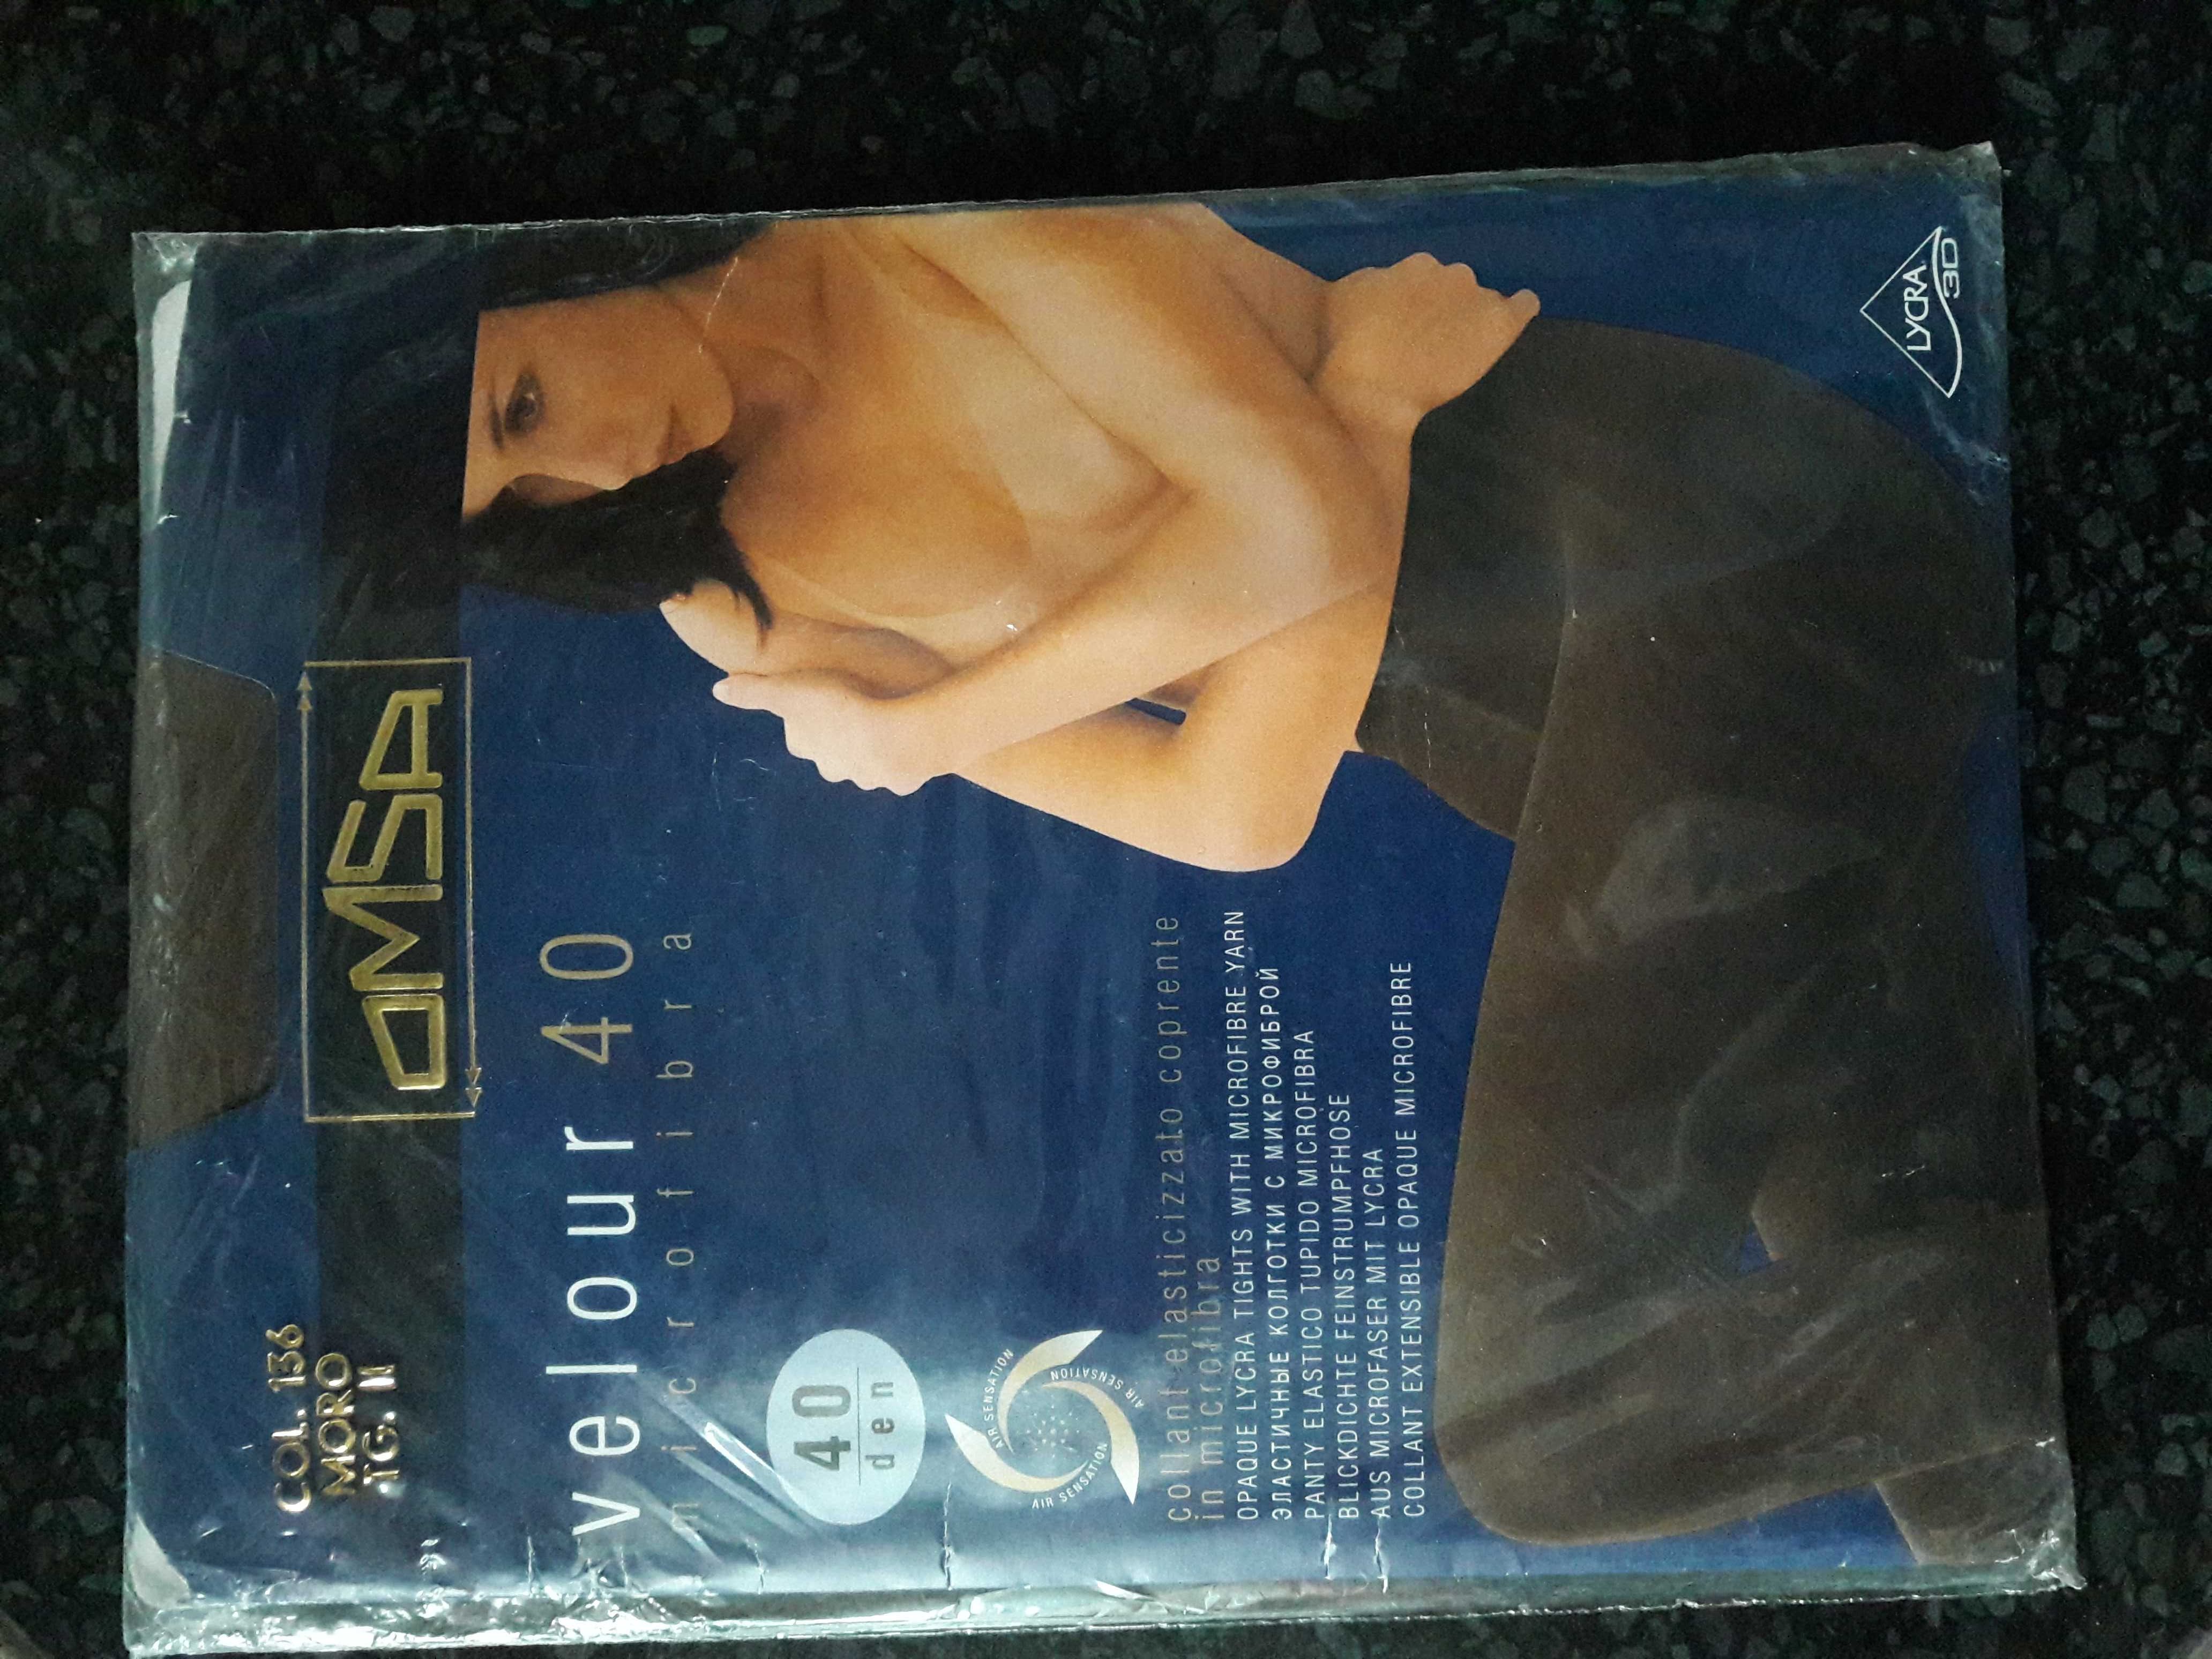 COL. 136
MORO
TG. II
OMSA
velour 40
microfibra
40
den
AIR SENSATION
AIR SENSATION
AIR SENSATION
collant elasticizzato coprente
in microfibra
OPAQUE LYCRA TIGHTS WITH MICROFIBRE YARN
ЭЛАСТИЧНЫЕ КОЛГОТКИ С МИКРОФИБРОЙ
PANTY ELASTICO TUPIDO MICROFIBRA
BLICKDICHTE FEINSTRUMPFHOSE
AUS MICROFASER MIT LYCRA
COLLANT EXTENSIBLE OPAQUE MICROFIBRE
LYCRA
3D